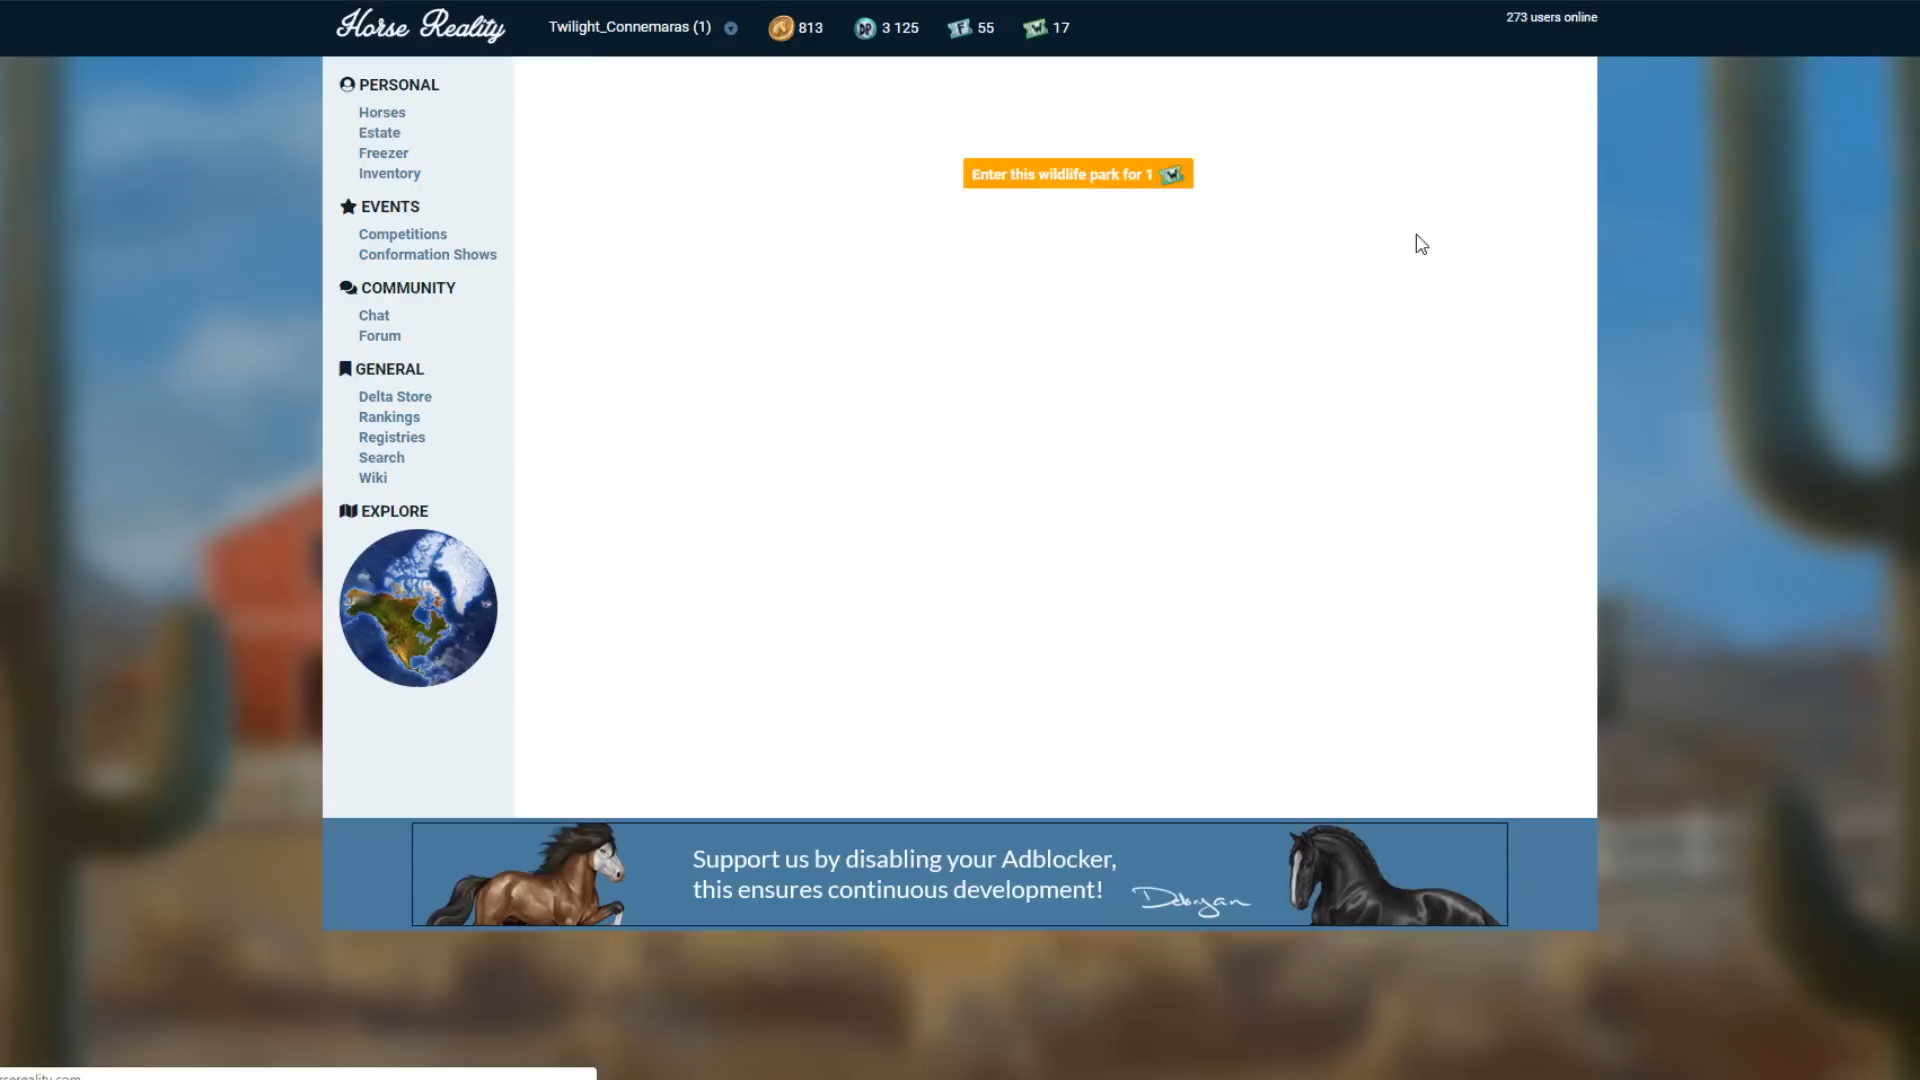 Horse Reality
Twilight_Connemaras (1)
813
DP 3 125
F 55
W 17
273 users online
PERSONAL
Horses
Estate
Freezer
Inventory
EVENTS
Competitions
Conformation Shows
COMMUNITY
Chat
Forum
GENERAL
Delta Store
Rankings
Registries
Search
Wiki
EXPLORE
Enter this wildlife park for 1 W
Support us by disabling your Adblocker,
this ensures continuous development!